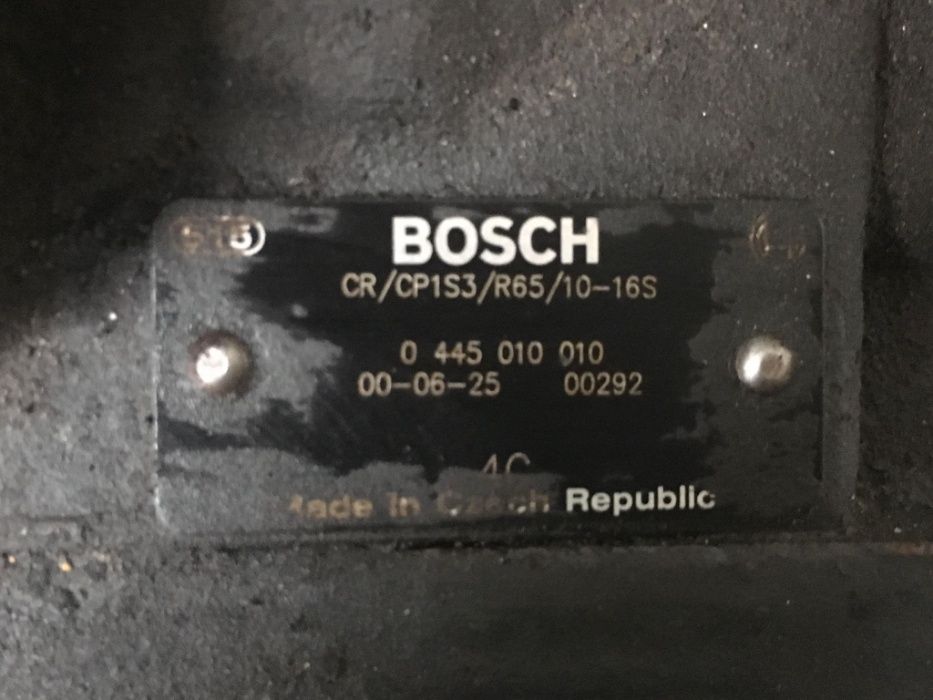 BOSCH
CR/CP1S3/R65/10-16S
0 445 010 010
00-06-25 00292
Made in Czech Republic